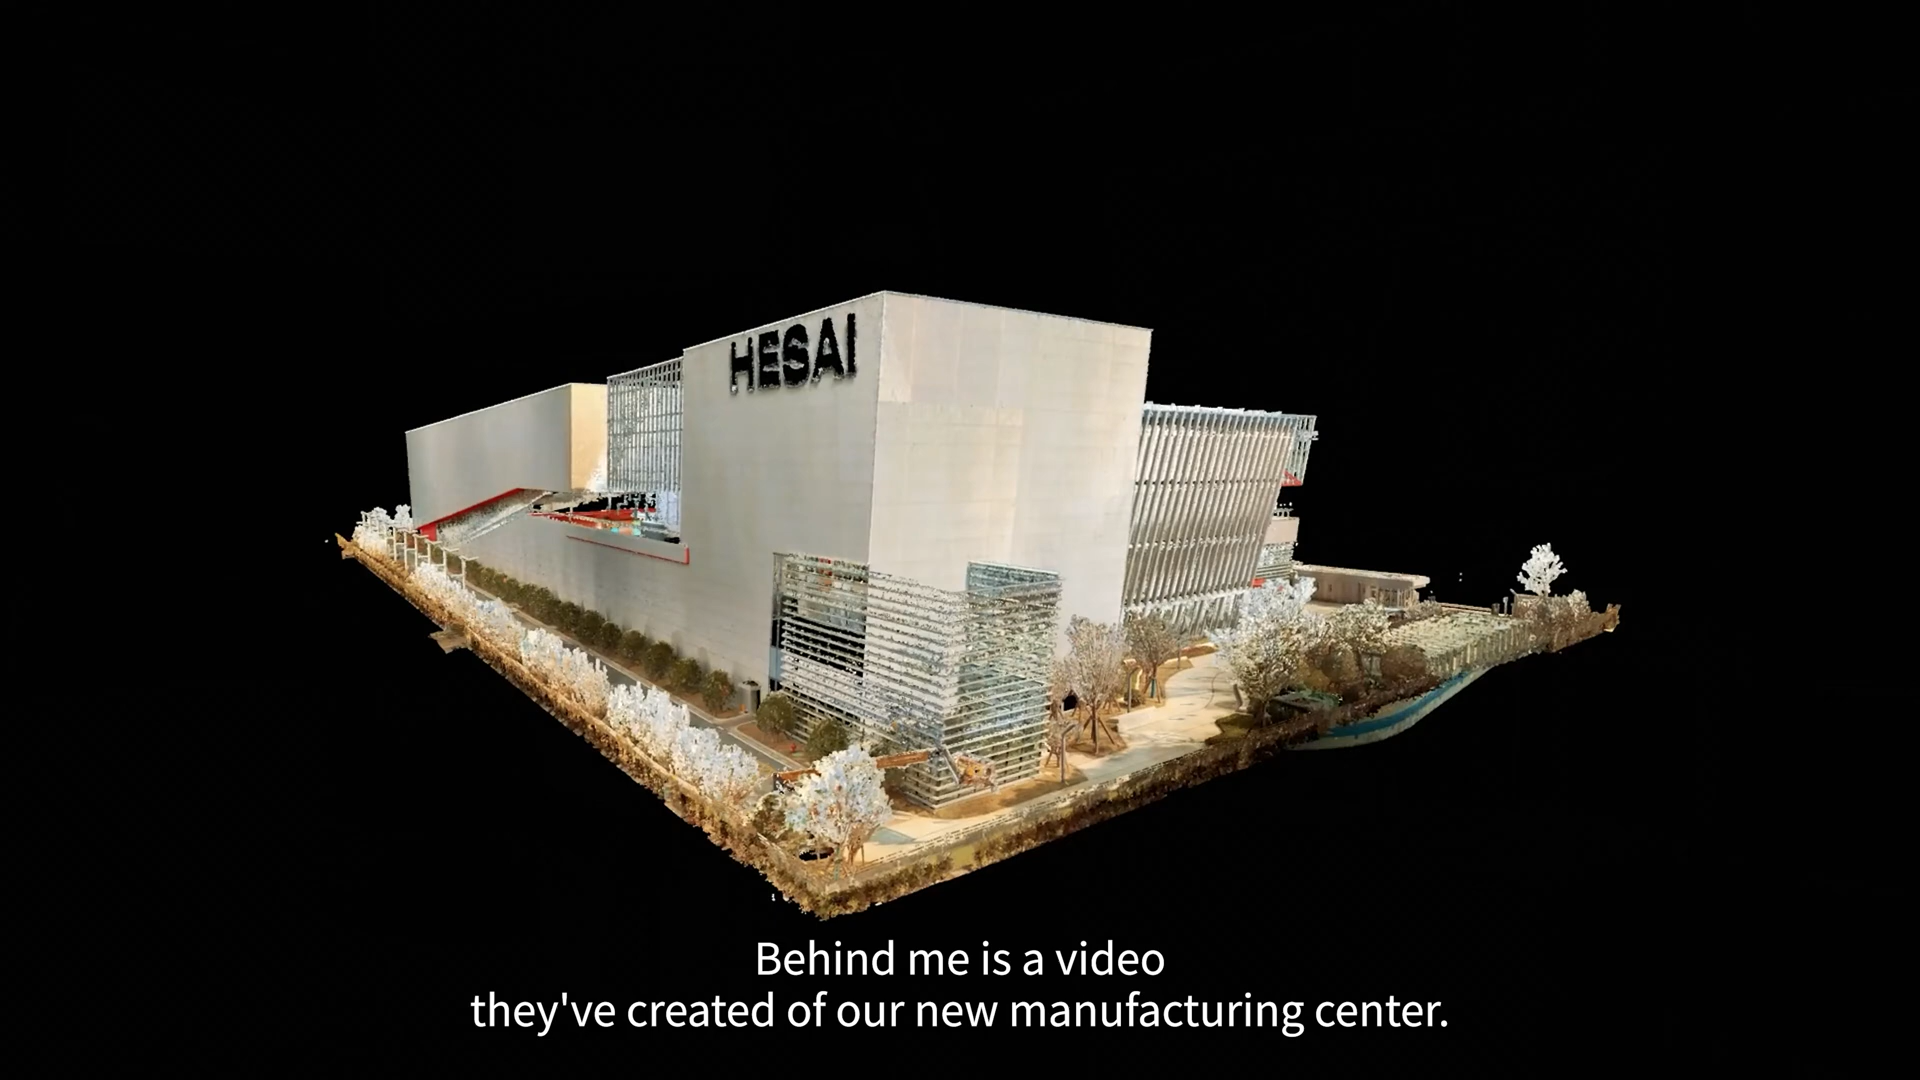 HESAI
Behind me is a video
they've created of our new manufacturing center.